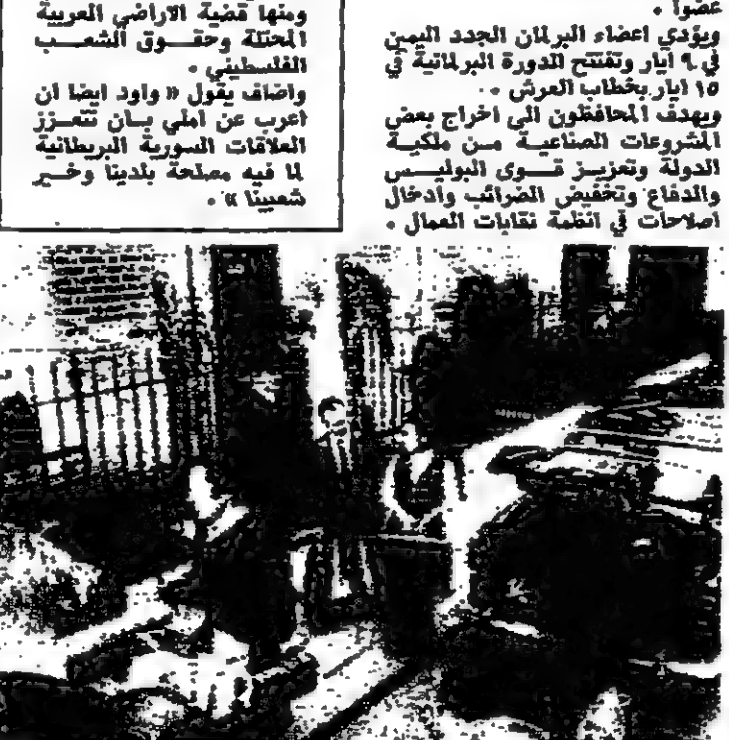 عضوا .
ويؤدي اعضاء البرلمان الجدد اليمين
في ٩ ايار وتفتتح الدورة البرلمانية في
١٥ ايار بخطاب العرش .
ويهدف المحافظون الى اخراج بعض
المشروعات الصناعية من ملكية
الدولة وتعزيز قوى البوليس
والدفاع وتخفيض الضرائب وادخال
اصلاحات في انظمة نقابات العمال .
ومنها قضية الاراضي العربية
المحتلة وحقوق الشعب
الفلسطيني .
واضاف يقول « واود ايضا ان
اعرب عن املي بان تتعزز
العلاقات السورية البريطانية
لما فيه مصلحة بلدينا وخير
شعبينا » .